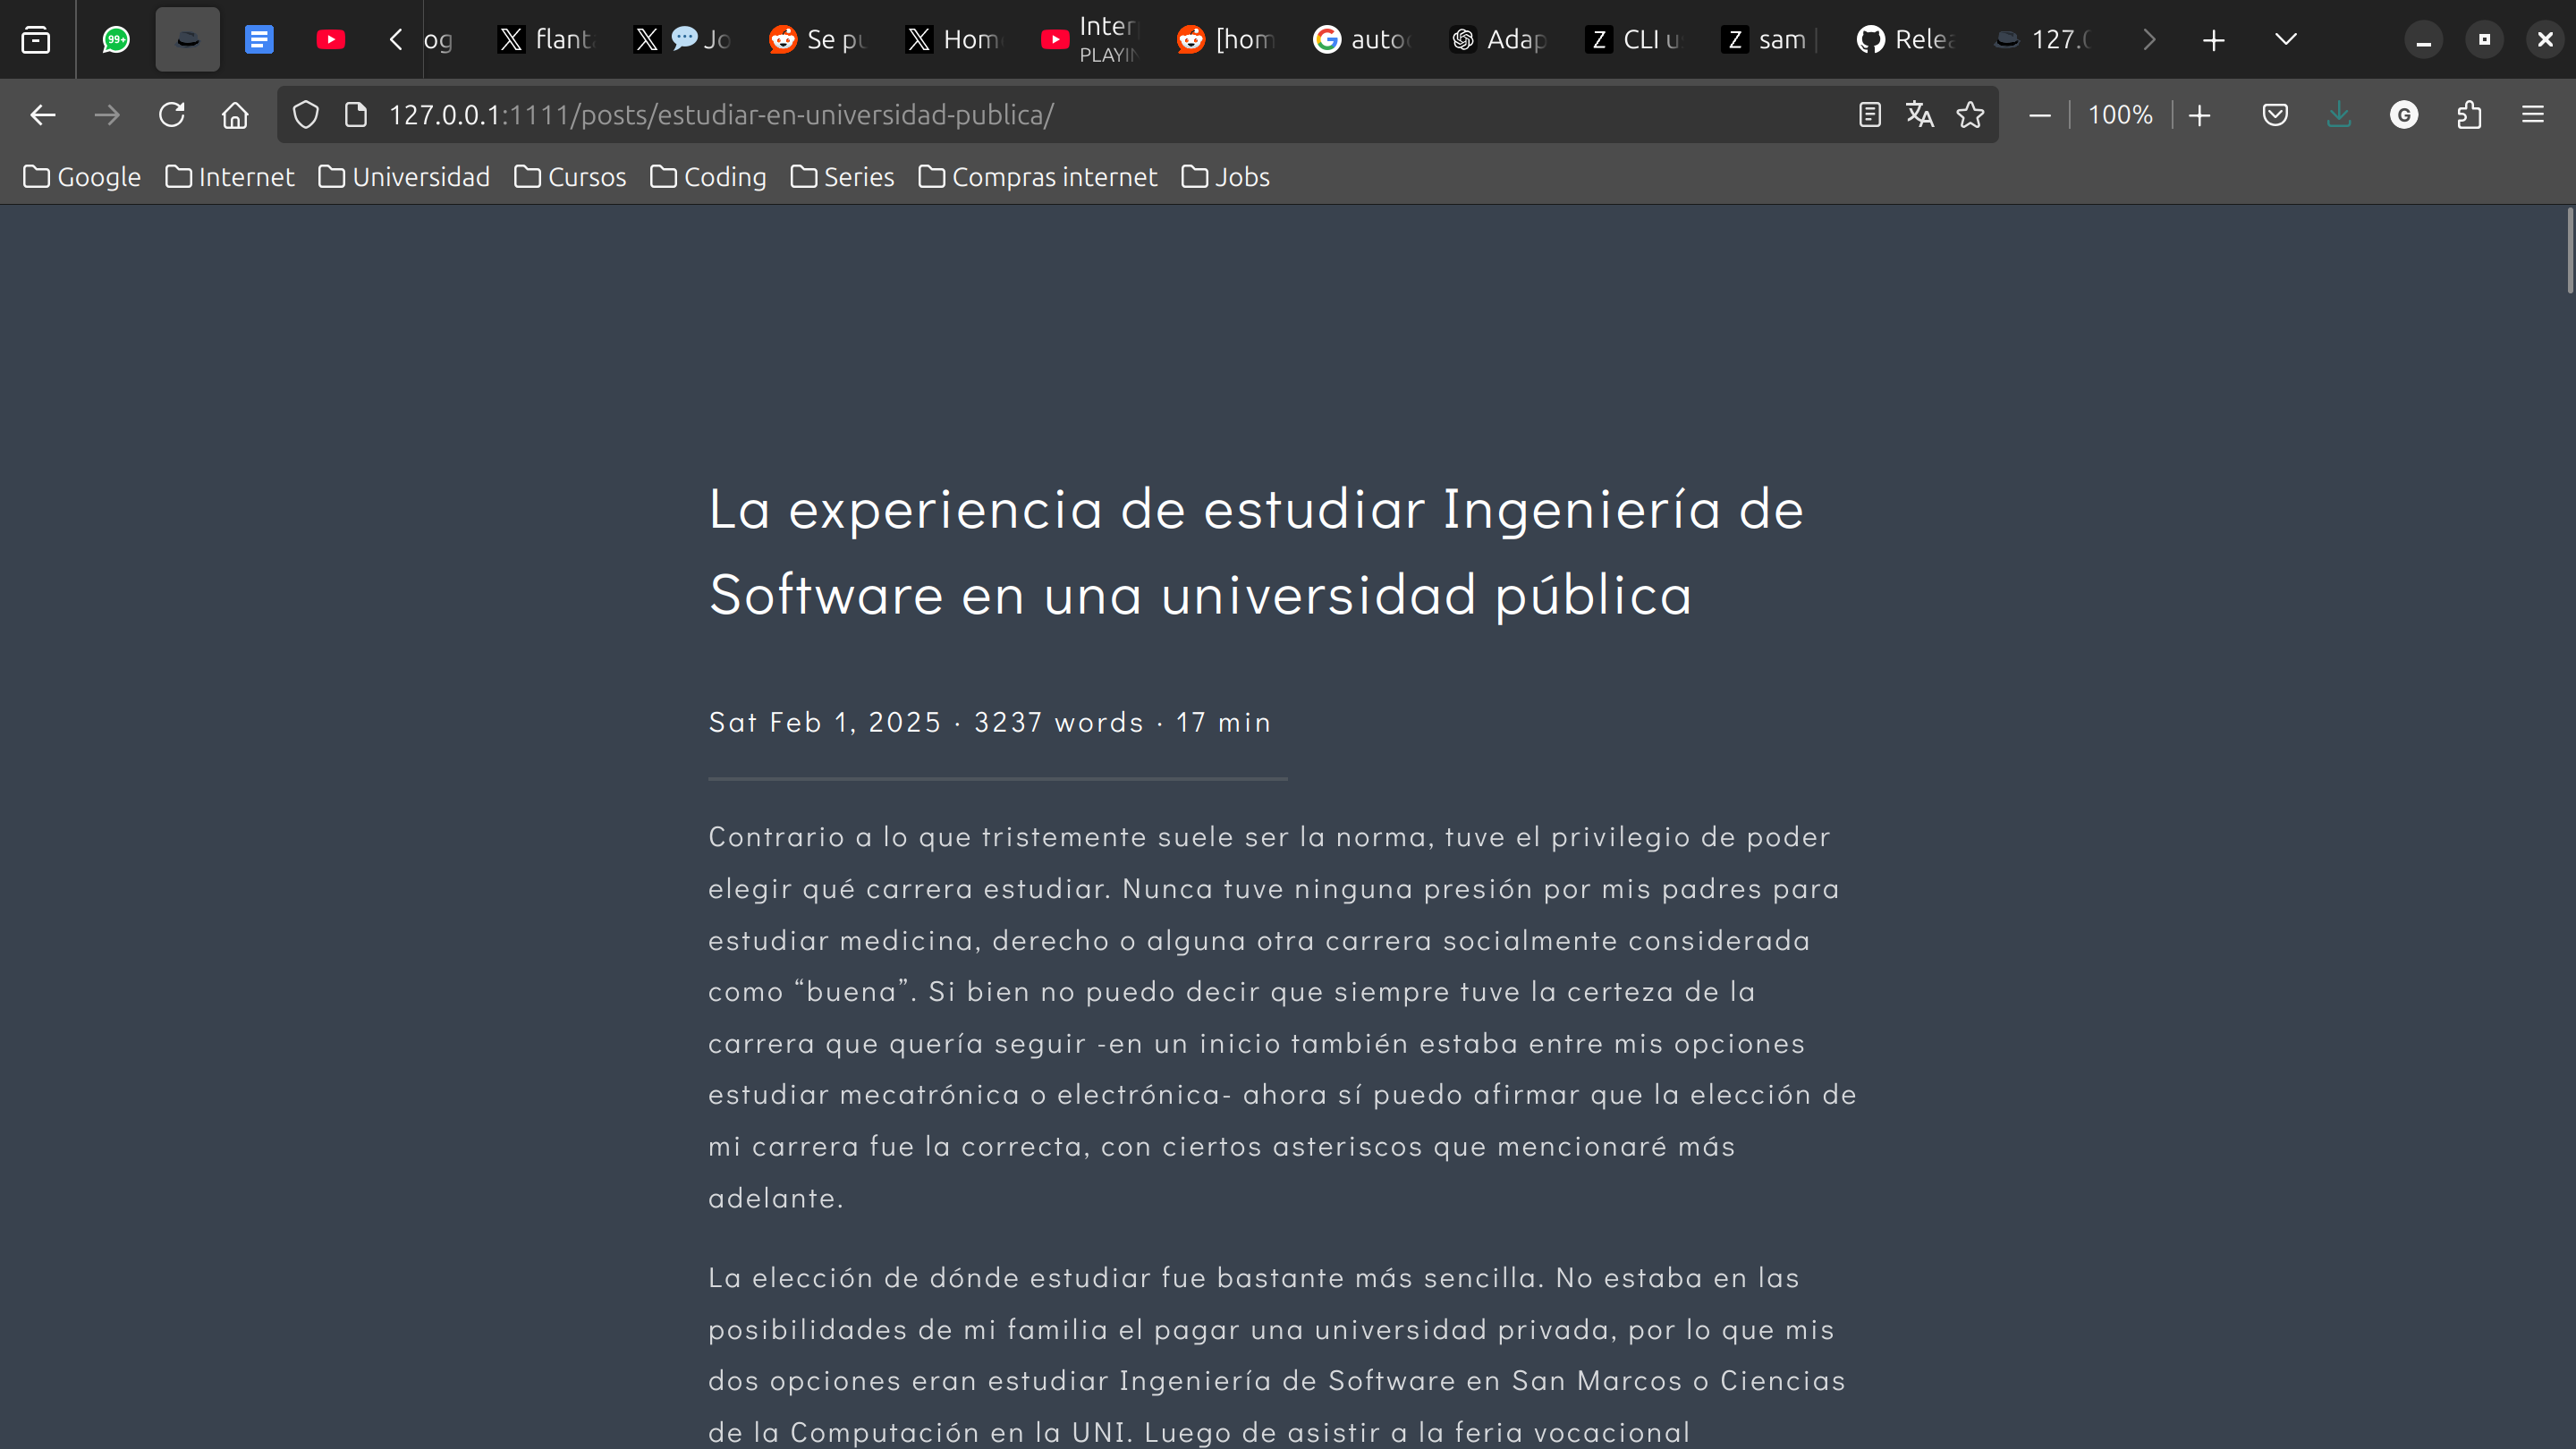 99+
og
flant
💬 Jo
Se pu
Hom
Inter
PLAYIN
[hom
auto
Adap
CLI u
sam |
Relea
127.0
127.0.0.1:1111/posts/estudiar-en-universidad-publica/
100%
Google Internet Universidad Cursos Coding Series Compras internet Jobs
La experiencia de estudiar Ingeniería de
Software en una universidad pública
Sat Feb 1, 2025 · 3237 words · 17 min
Contrario a lo que tristemente suele ser la norma, tuve el privilegio de poder
elegir qué carrera estudiar. Nunca tuve ninguna presión por mis padres para
estudiar medicina, derecho o alguna otra carrera socialmente considerada
como “buena”. Si bien no puedo decir que siempre tuve la certeza de la
carrera que quería seguir -en un inicio también estaba entre mis opciones
estudiar mecatrónica o electrónica- ahora sí puedo afirmar que la elección de
mi carrera fue la correcta, con ciertos asteriscos que mencionaré más
adelante.
La elección de dónde estudiar fue bastante más sencilla. No estaba en las
posibilidades de mi familia el pagar una universidad privada, por lo que mis
dos opciones eran estudiar Ingeniería de Software en San Marcos o Ciencias
de la Computación en la UNI. Luego de asistir a la feria vocacional